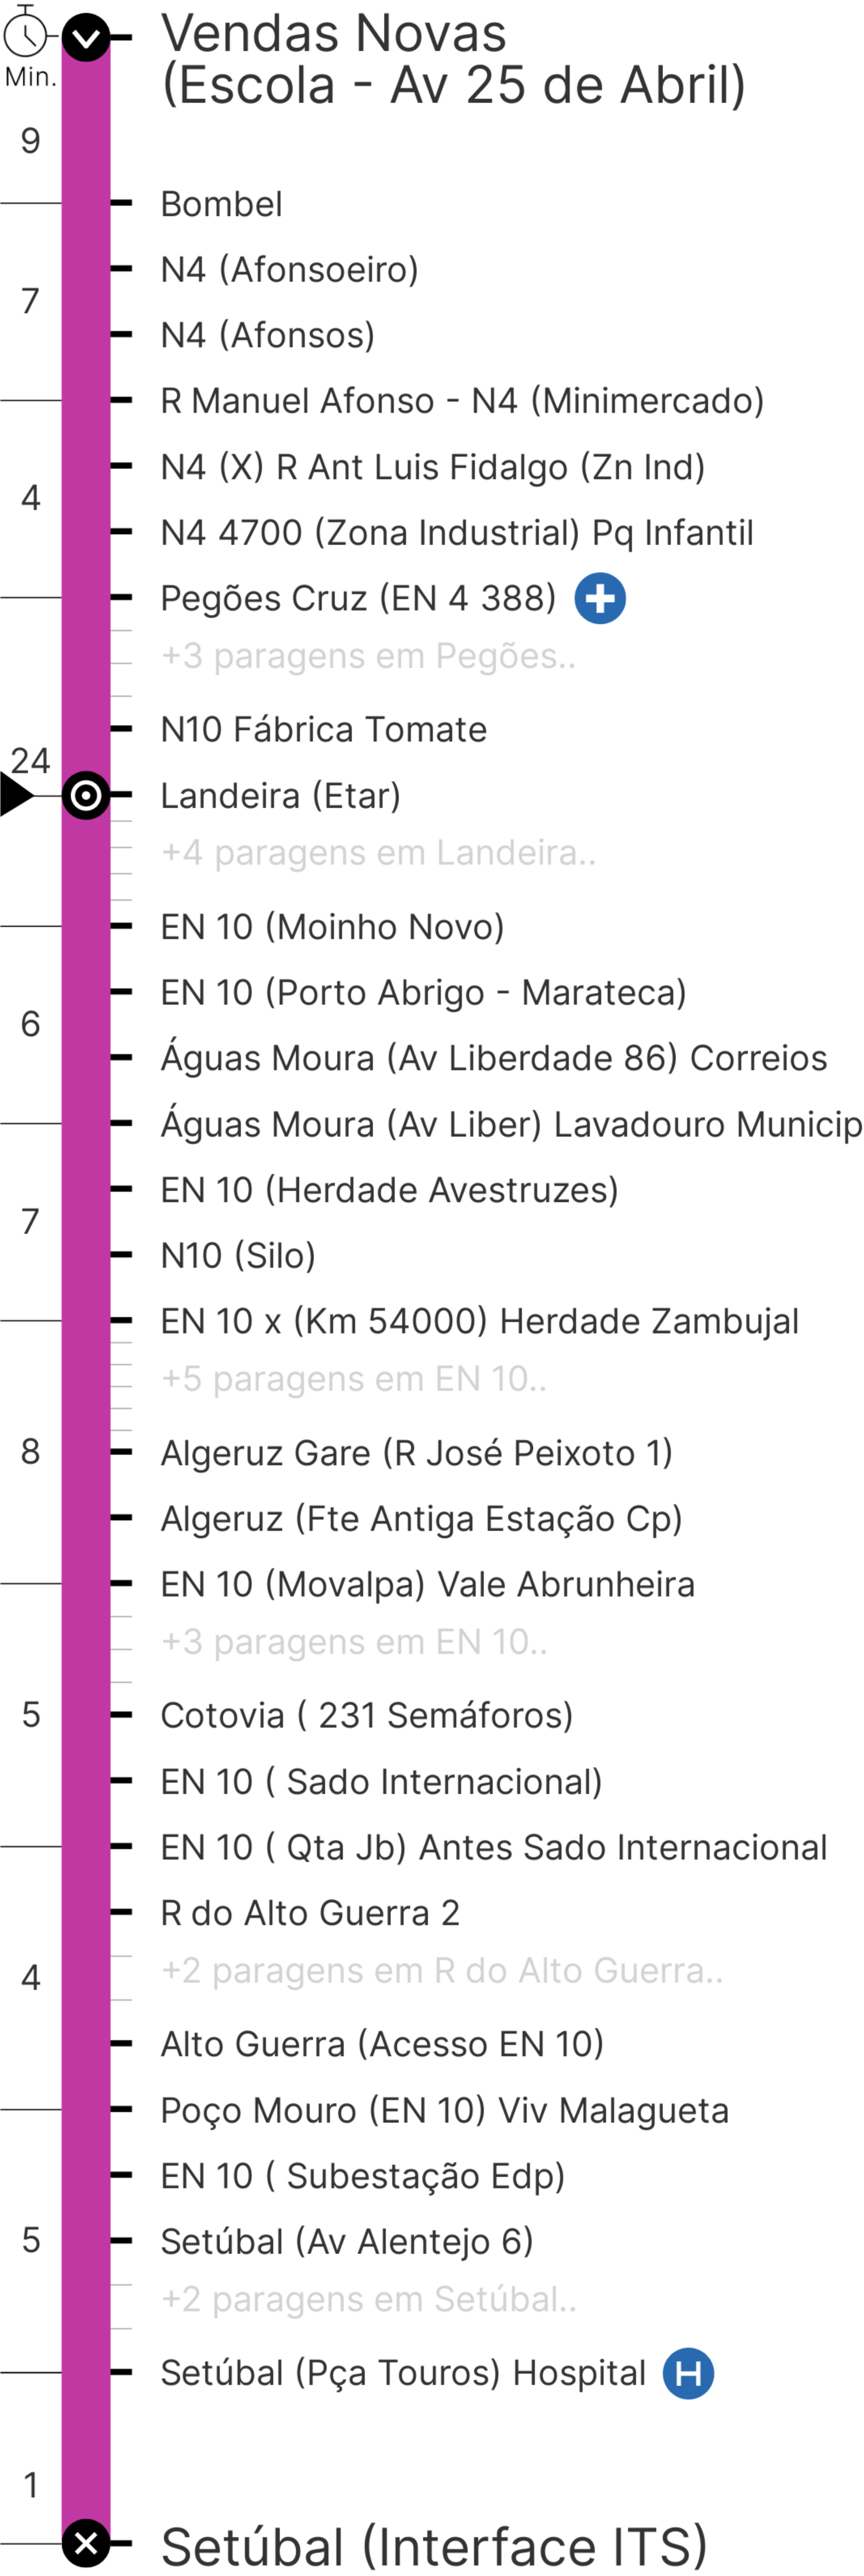 Min.
Vendas Novas
(Escola - Av 25 de Abril)
9
Bombel
N4 (Afonsoeiro)
7
N4 (Afonsos)
R Manuel Afonso - N4 (Minimercado)
N4 (X) R Ant Luis Fidalgo (Zn Ind)
4
N4 4700 (Zona Industrial) Pq Infantil
Pegões Cruz (EN 4 388)
+3 paragens em Pegões..
N10 Fábrica Tomate
24
Landeira (Etar)
+4 paragens em Landeira..
EN 10 (Moinho Novo)
EN 10 (Porto Abrigo - Marateca)
6
Águas Moura (Av Liberdade 86) Correios
Águas Moura (Av Liber) Lavadouro Municip
EN 10 (Herdade Avestruzes)
7
N10 (Silo)
EN 10 x (Km 54000) Herdade Zambujal
+5 paragens em EN 10..
8
Algeruz Gare (R José Peixoto 1)
Algeruz (Fte Antiga Estação Cp)
EN 10 (Movalpa) Vale Abrunheira
+3 paragens em EN 10..
5
Cotovia ( 231 Semáforos)
EN 10 ( Sado Internacional)
EN 10 ( Qta Jb) Antes Sado Internacional
R do Alto Guerra 2
+2 paragens em R do Alto Guerra..
4
Alto Guerra (Acesso EN 10)
Poço Mouro (EN 10) Viv Malagueta
EN 10 ( Subestação Edp)
5
Setúbal (Av Alentejo 6)
+2 paragens em Setúbal..
Setúbal (Pça Touros) Hospital H
1
Setúbal (Interface ITS)